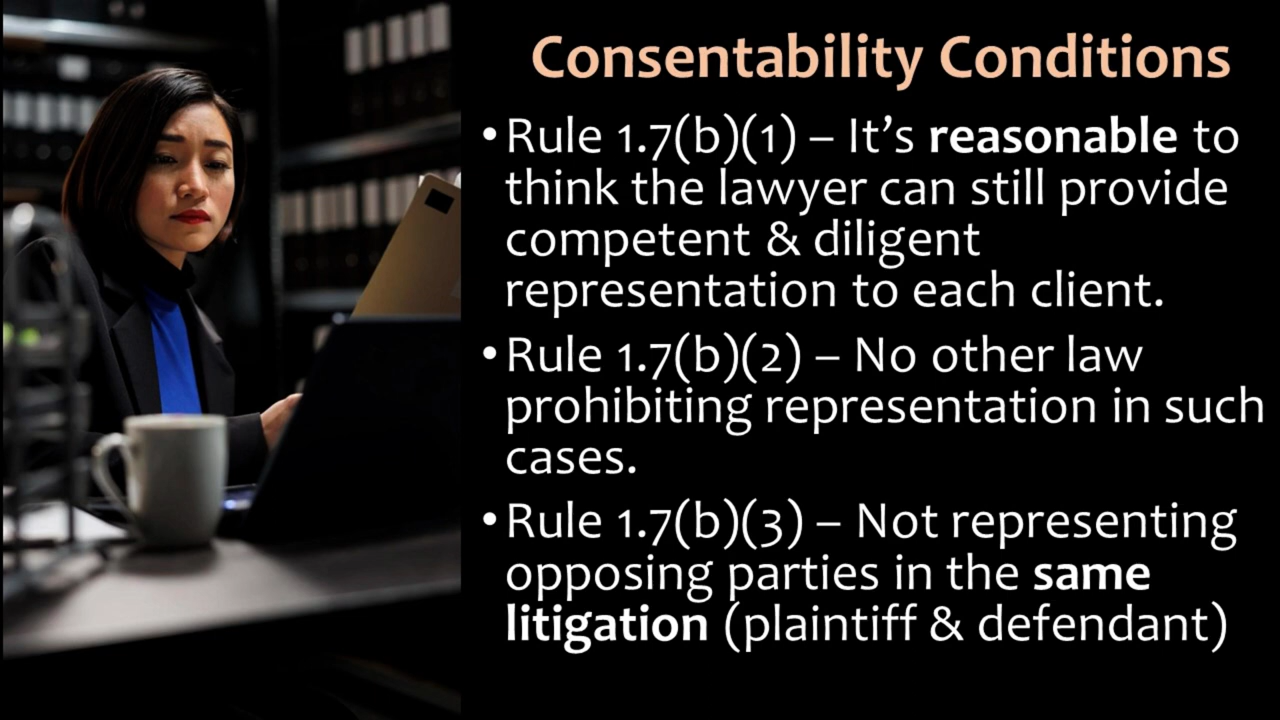 Consentability Conditions
•Rule 1.7(b)(1) – It’s reasonable to
think the lawyer can still provide
competent & diligent
representation to each client.
•Rule 1.7(b)(2) – No other law
prohibiting representation in such
cases.
•Rule 1.7(b)(3) – Not representing
opposing parties in the same
litigation (plaintiff & defendant)